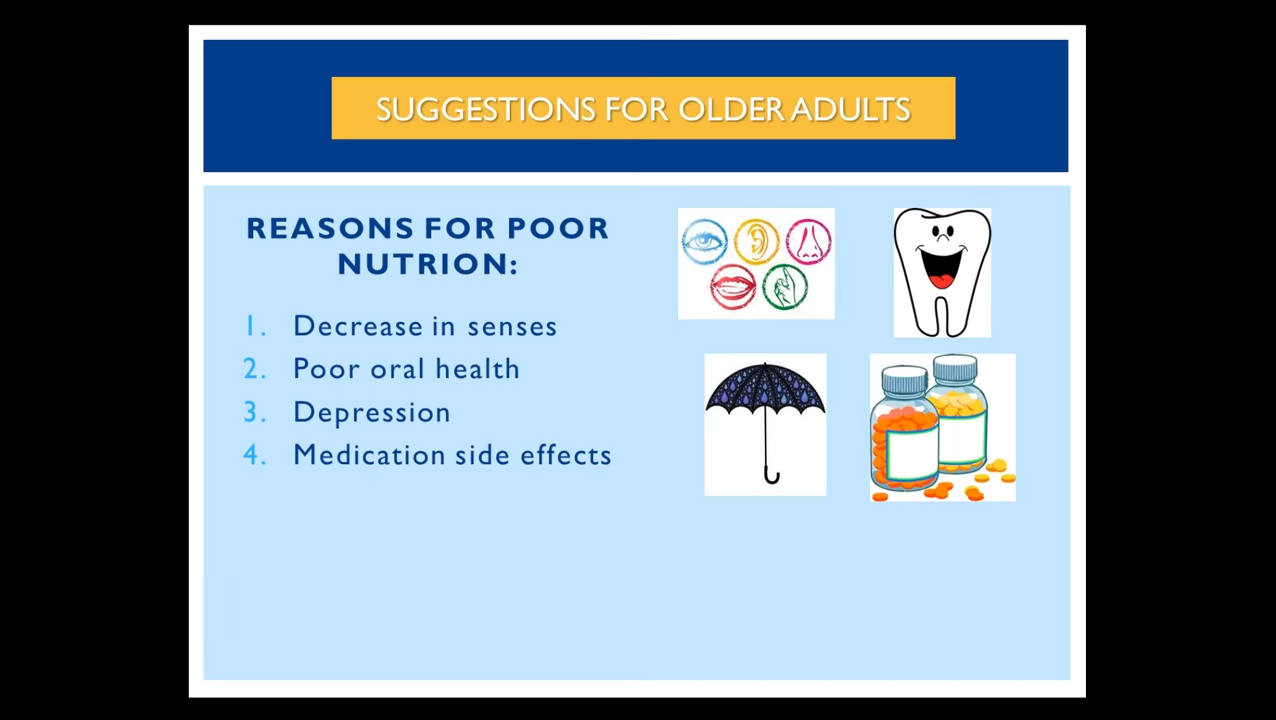 SUGGESTIONS FOR OLDER ADULTS
REASONS FOR POOR
NUTRION:
1. Decrease in senses
2. Poor oral health
3. Depression
4. Medication side effects